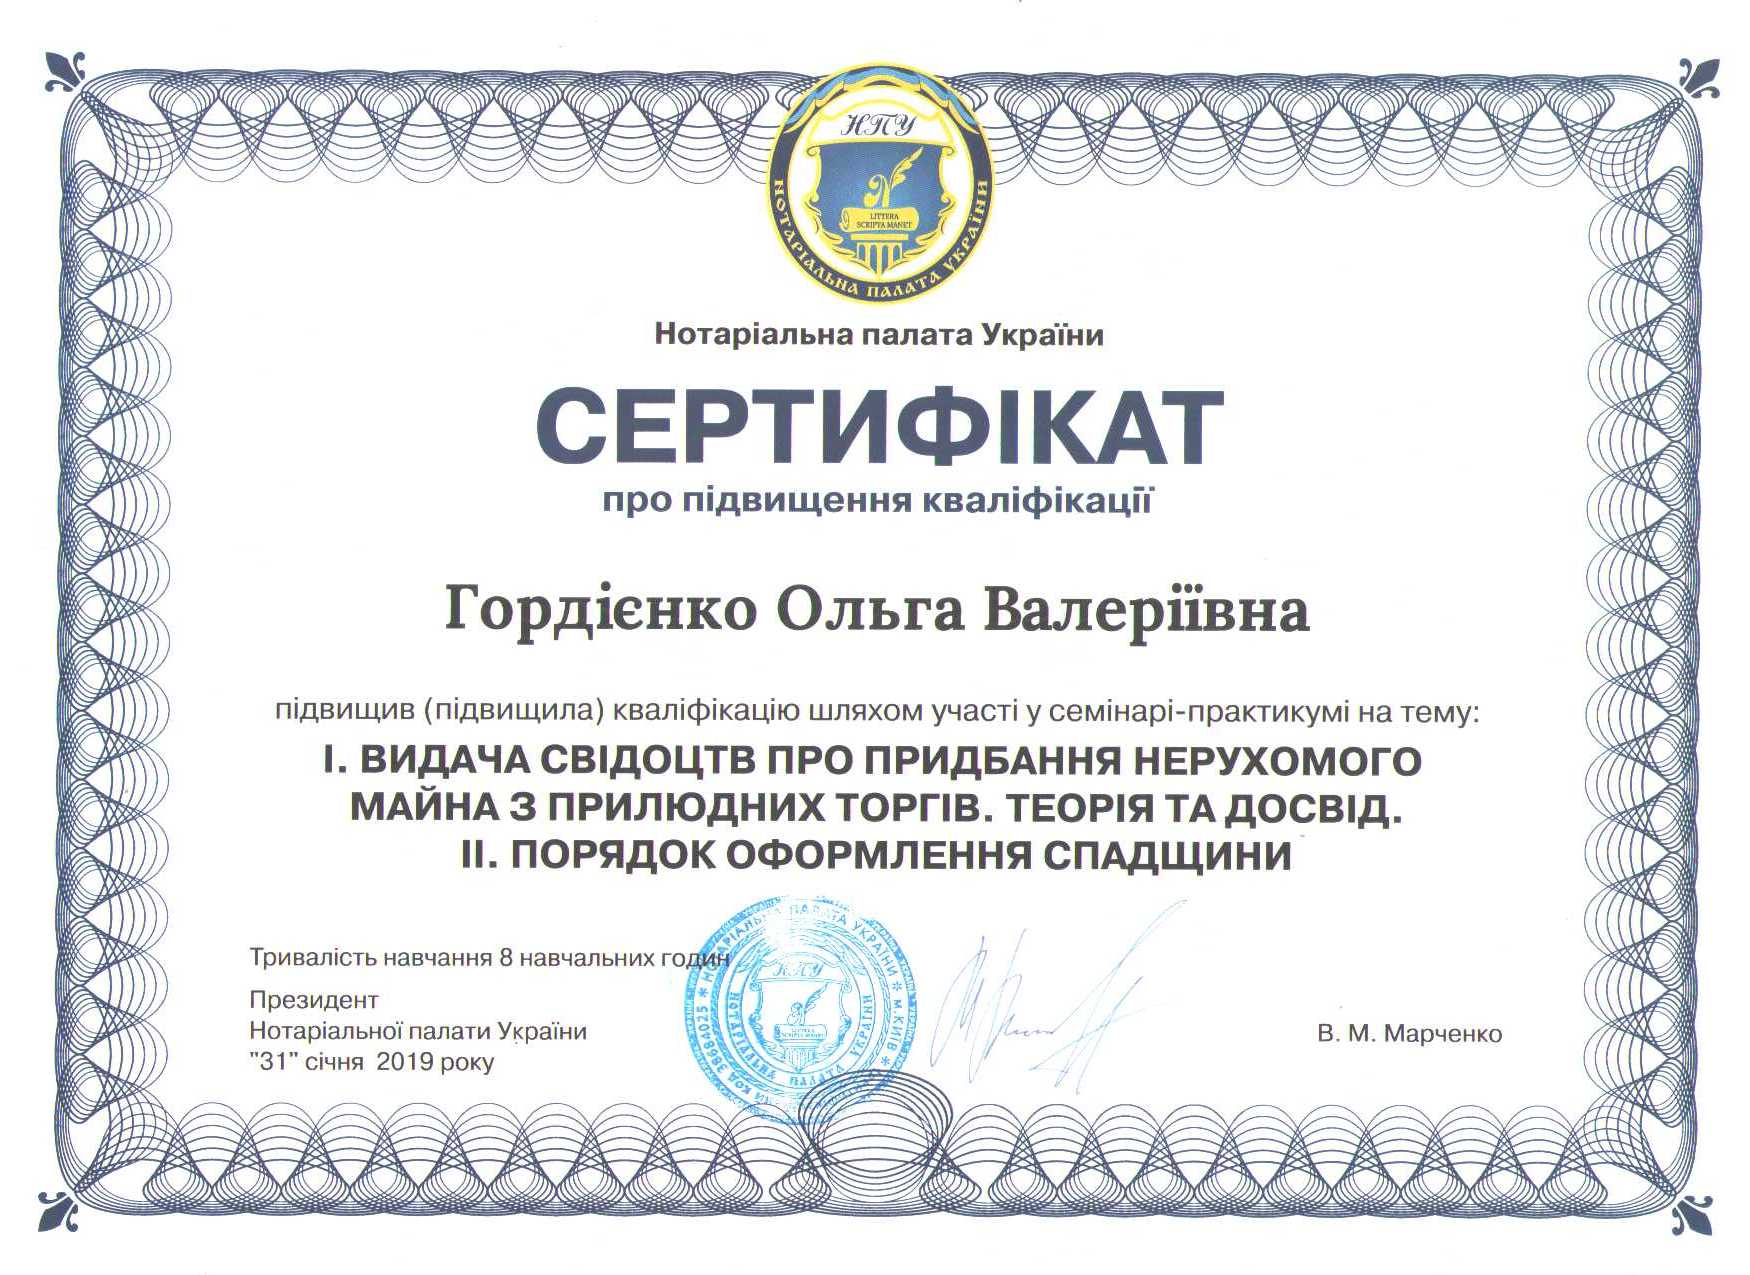 НПУ
LITTERA
SCRIPTA MANET
НОТАРІАЛЬНА ПАЛАТА УКРАЇНИ
Нотаріальна палата України
СЕРТИФІКАТ
про підвищення кваліфікації
Гордієнко Ольга Валеріївна
підвищив (підвищила) кваліфікацію шляхом участі у семінарі-практикумі на тему:
І. ВИДАЧА СВІДОЦТВ ПРО ПРИДБАННЯ НЕРУХОМОГО
МАЙНА З ПРИЛЮДНИХ ТОРГІВ. ТЕОРІЯ ТА ДОСВІД.
ІІ. ПОРЯДОК ОФОРМЛЕННЯ СПАДЩИНИ
Тривалість навчання 8 навчальних годин
Президент
Нотаріальної палати України
"31" січня 2019 року
В. М. Марченко
НОТАРІАЛЬНА ПАЛАТА УКРАЇНИ * м.КИЇВ *
КОД 38684025 *
НПУ
НОТАРІАЛЬНА ПАЛАТА УКРАЇНИ